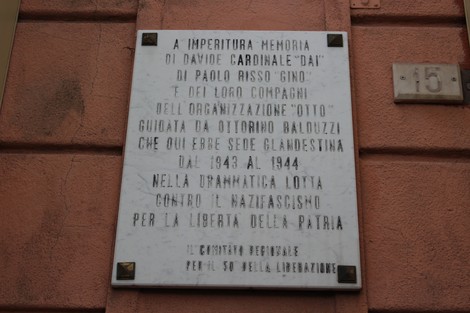 A' IMPERITURA MEMORIA
DI DAVIDE CARDINALE "DAI"
DI PAOLO RISSO "GINO"
E DEI LORO COMPAGNI
DELL'ORGANIZZAZIONE "OTTO"
GUIDATA DA OTTORINO BALDUZZI
CHE QUI EBBE SEDE CLANDESTINA
DAL 1943 AL 1944
NELLA DRAMMATICA LOTTA
CONTRO IL NAZIFASCISMO
PER LA LIBERTA DELLA PATRIA
IL COMITATO REGIONALE
PER IL 50° DELLA LIBERAZIONE
15